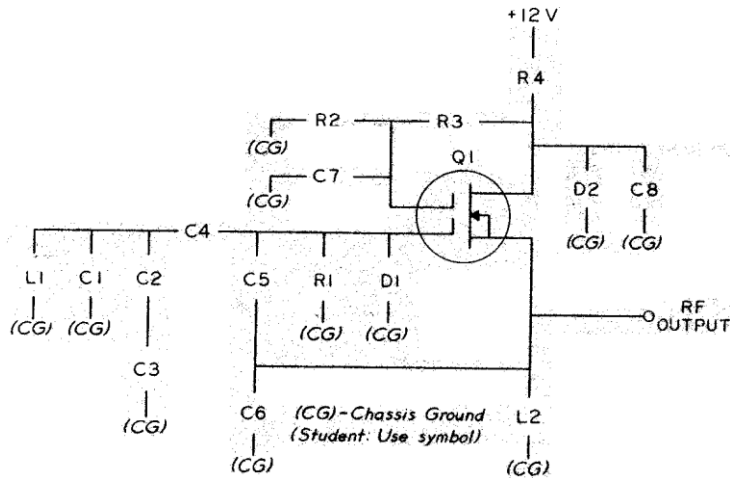 +12V
R4
R2
R3
(CG)
Q1
C7
(CG)
D2
C8
(CG)
(CG)
C4
L1
C1
C2
C5
R1
D1
(CG)
(CG)
(CG)
(CG)
RF
OUTPUT
C3
(CG)
C6
(CG)
(CG)-Chassis Ground
(Student: Use symbol)
L2
(CG)